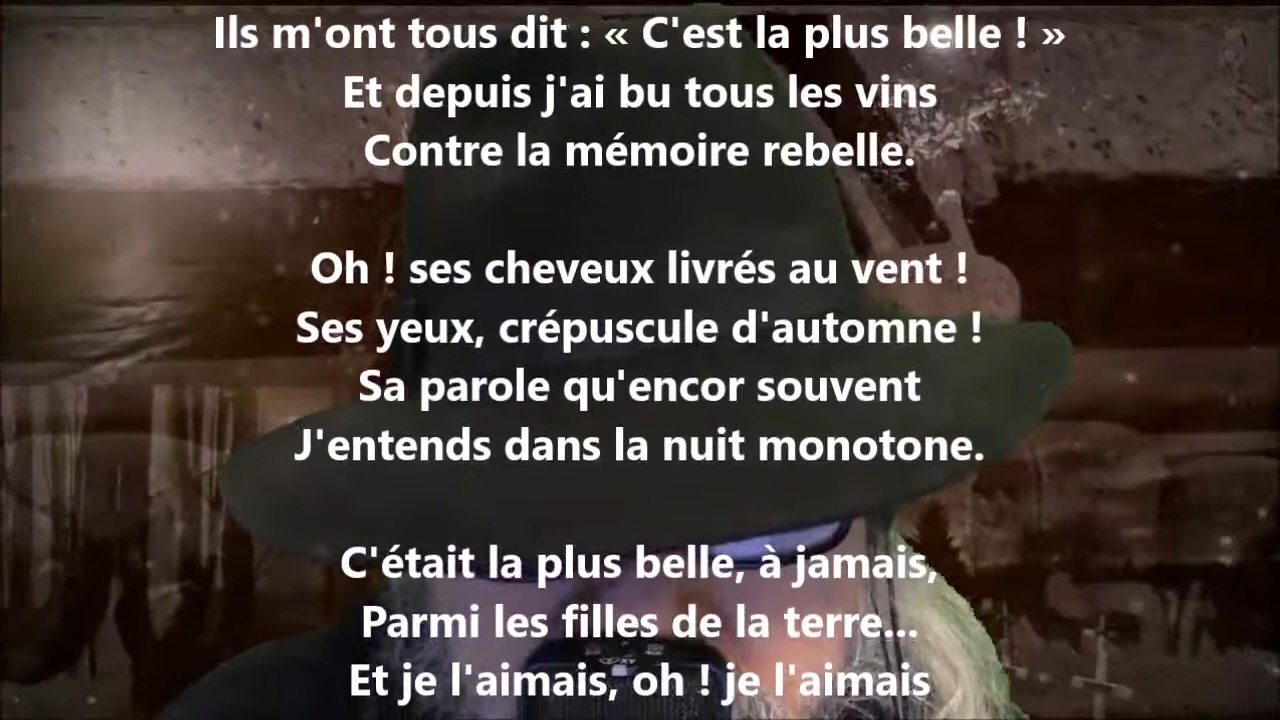 Ils m'ont tous dit : « C'est la plus belle ! »
Et depuis j'ai bu tous les vins
Contre la mémoire rebelle.
Oh ! ses cheveux livrés au vent !
Ses yeux, crépuscule d'automne !
Sa parole qu'encor souvent
J'entends dans la nuit monotone.
C'était la plus belle, à jamais,
Parmi les filles de la terre...
Et je l'aimais, oh ! je l'aimais